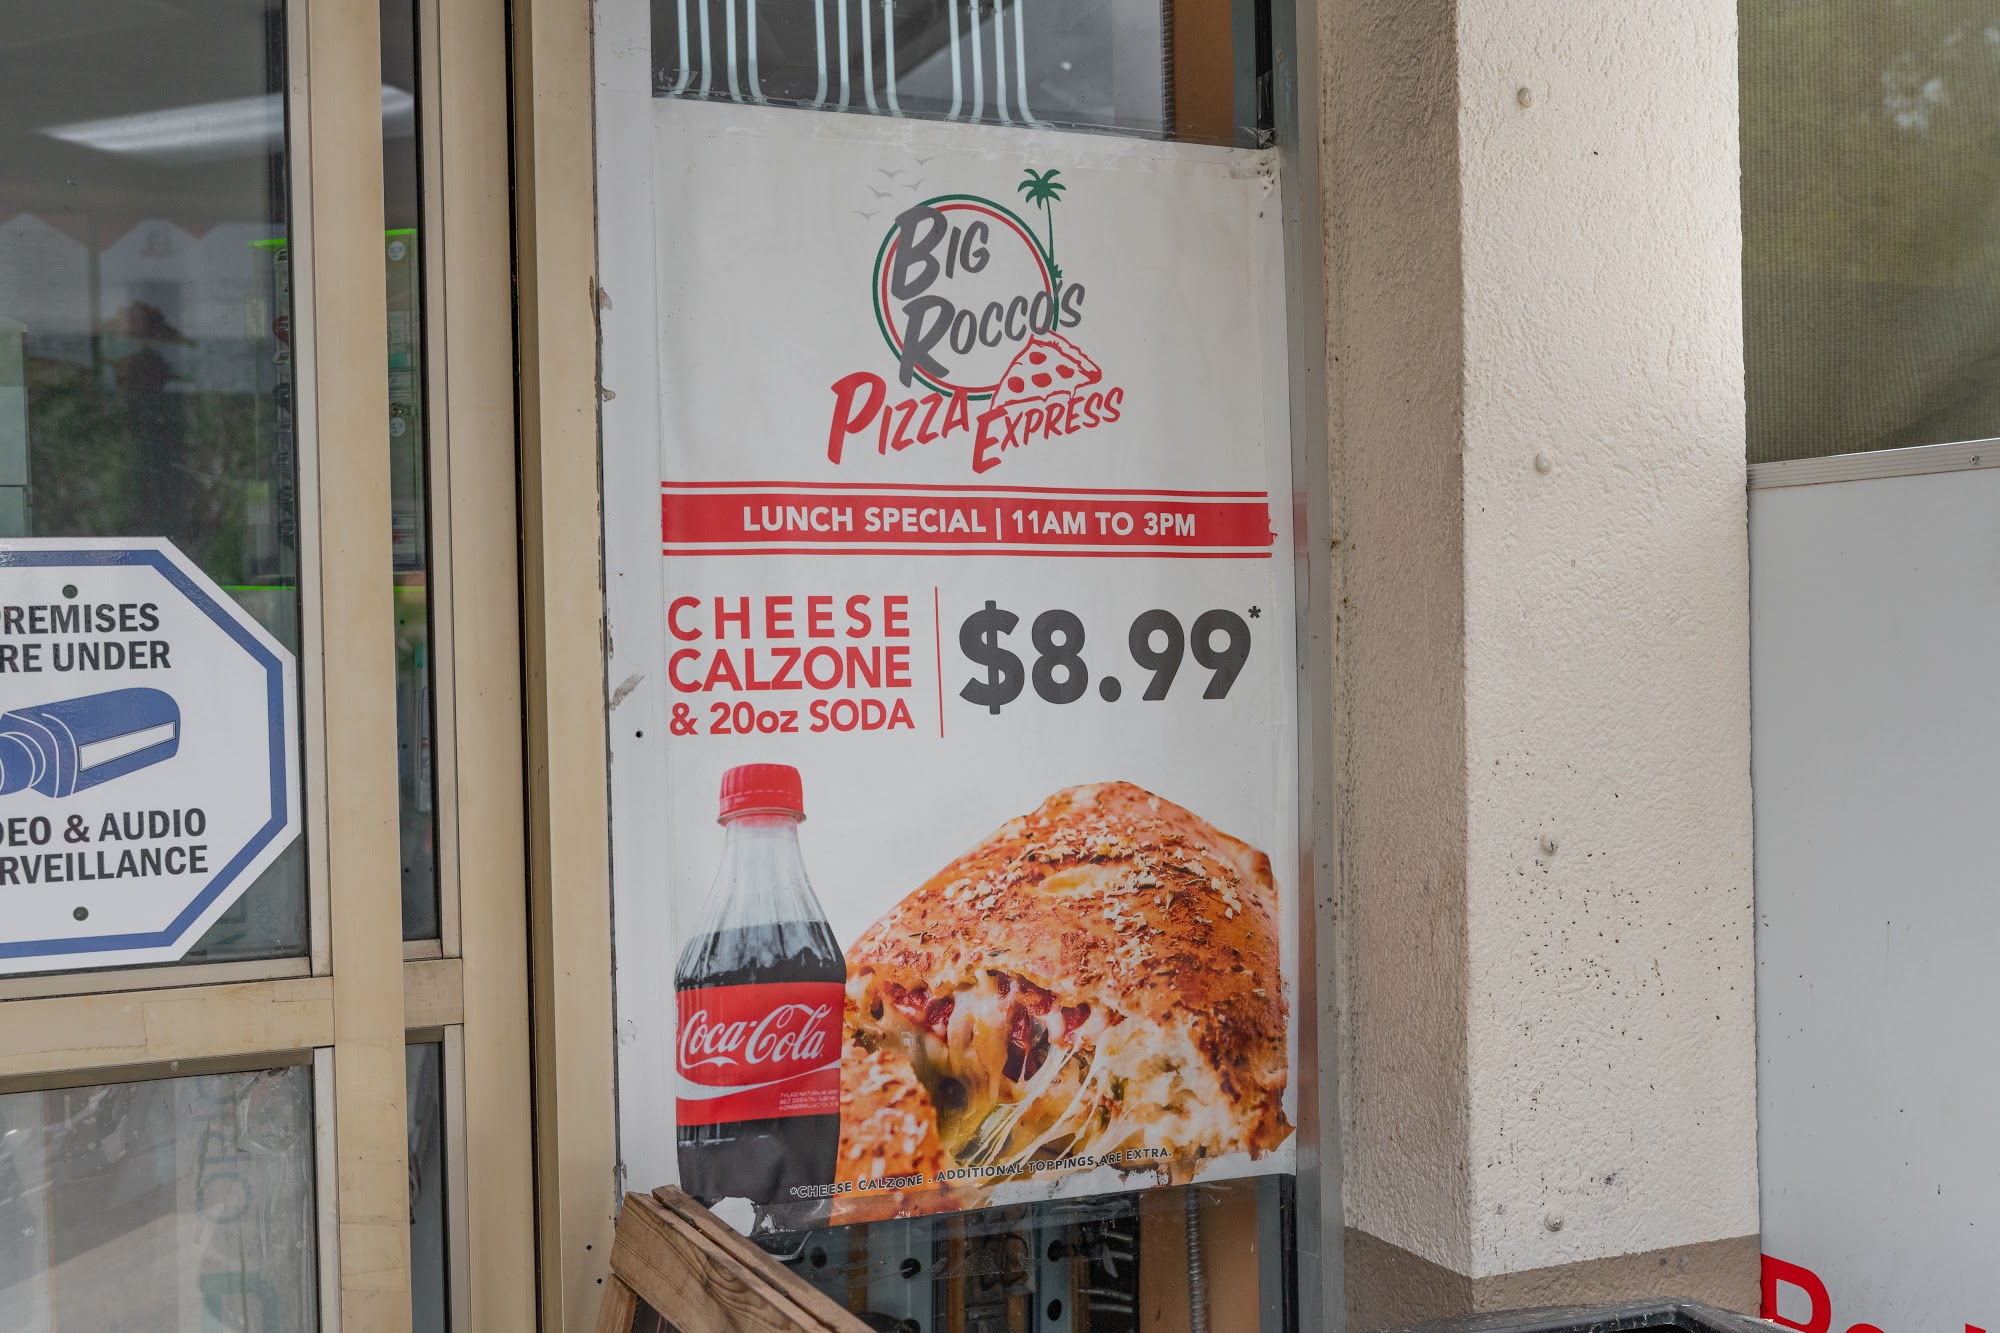 BIG
ROCCO'S
PIZZA EXPRESS
LUNCH SPECIAL | 11AM TO 3PM
CHEESE
CALZONE
& 20oz SODA
$8.99*
Coca-Cola
*CHEESE CALZONE . ADDITIONAL TOPPINGS ARE EXTRA.
REMISES
RE UNDER
DEO & AUDIO
RVEILLANCE